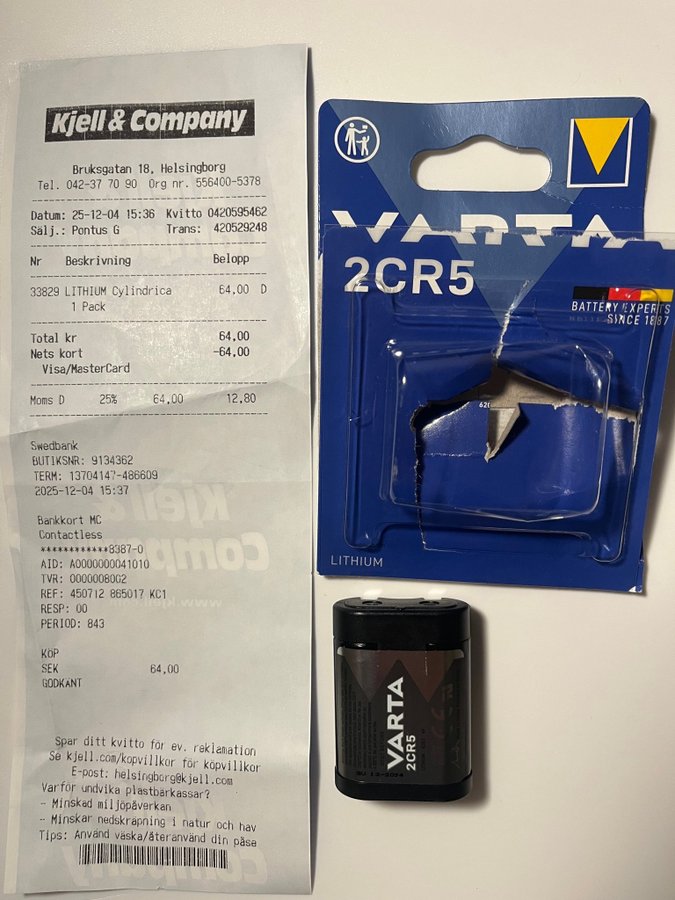 Kjell & Company
Bruksgatan 18, Helsingborg
Tel. 042-37 70 90 Org nr. 556400-5378
Datum: 25-12-04 15:36 Kvitto 0420595462
Sälj.: Pontus G Trans: 420529248
Nr Beskrivning Belopp
33829 LITHIUM Cylindrica 64,00 D
1 Pack
Total kr 64,00
Nets kort -64,00
Visa/MasterCard
Moms D 25% 64,00 12,80
Swedbank
BUTIKSNR: 9134362
TERM: 13704147-486609
2025-12-04 15:37
Bankkort MC
Contactless
************8387-0
AID: A0000000041010
TVR: 0000008002
REF: 450712 865017 KC1
RESP: 00
PERIOD: 843
KÖP
SEK 64,00
GODKÄNT
Spar ditt kvitto för ev. reklamation
Se kjell.com/kopvillkor för köpvillkor
E-post: helsingborg@kjell.com
Varför undvika plastbärkassar?
- Minskad miljöpåverkan
- Minskar nedskräpning i natur och hav
Tips: Använd väska/återanvänd din påse
VARTA
2CR5
BATTERY EXPERTS
SINCE 1887
620
LITHIUM
VARTA
2CR5